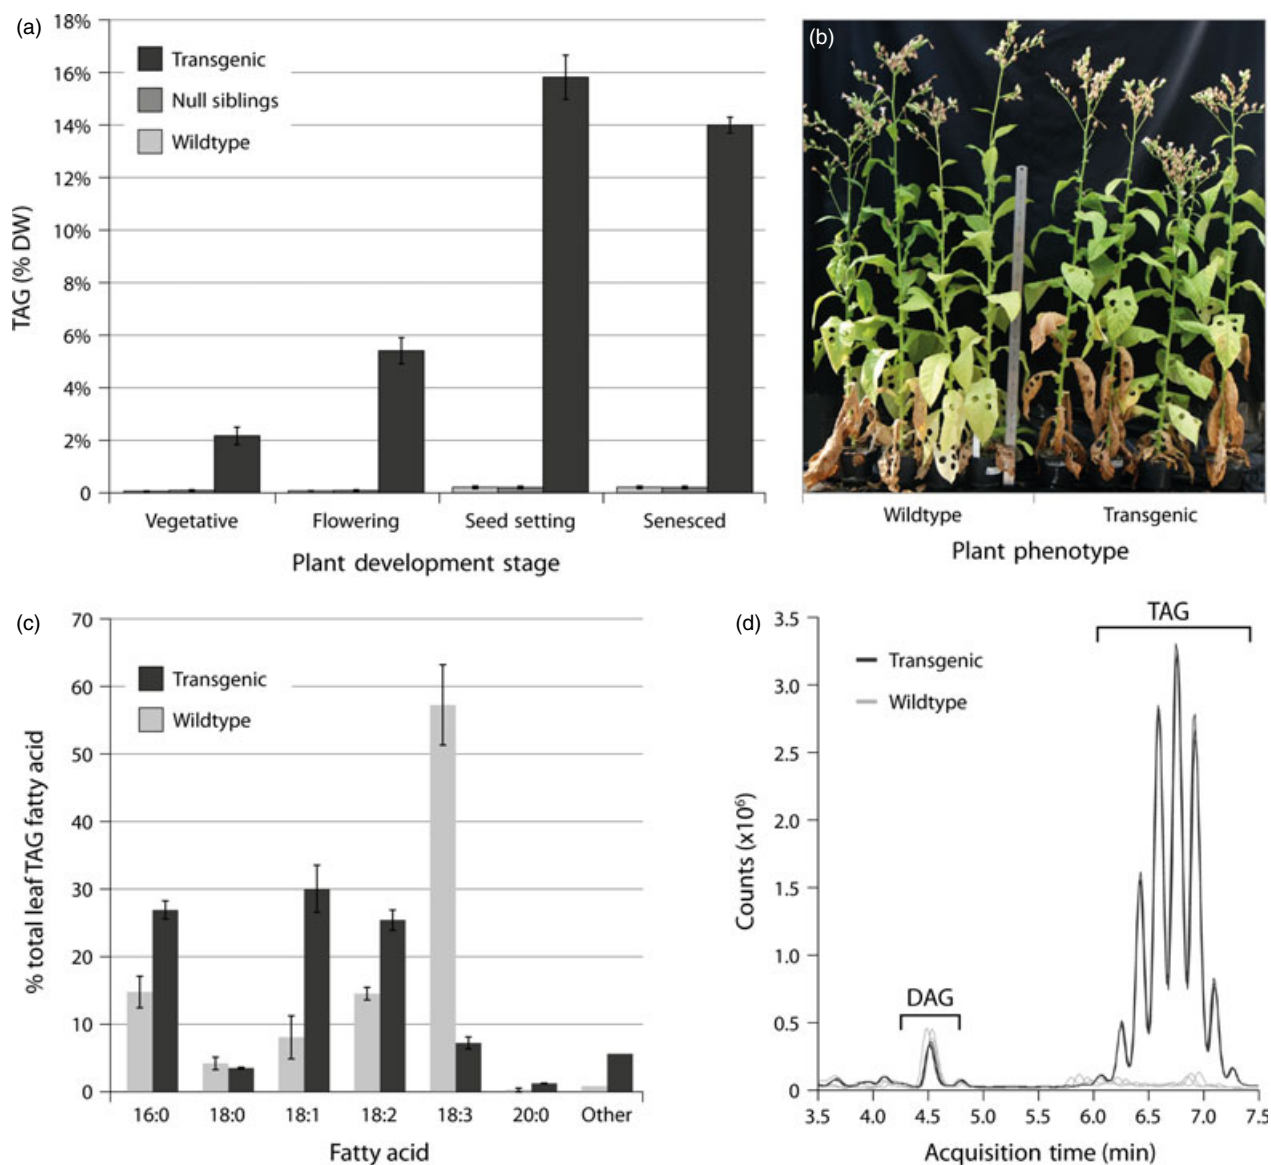 (a)
18%
16%
14%
12%
10%
8%
6%
4%
2%
0
TAG (% DW)
Transgenic
Null siblings
Wildtype
Vegetative Flowering Seed setting Senesced
Plant development stage
(b)
Wildtype Transgenic
Plant phenotype
(c)
70
60
50
40
30
20
10
0
% total leaf TAG fatty acid
Transgenic
Wildtype
16:0 18:0 18:1 18:2 18:3 20:0 Other
Fatty acid
(d)
3.5
3.0
2.5
2.0
1.5
1.0
0.5
0
Counts (x10⁶)
Transgenic
Wildtype
TAG
DAG
3.5 4.0 4.5 5.0 5.5 6.0 6.5 7.0 7.5
Acquisition time (min)